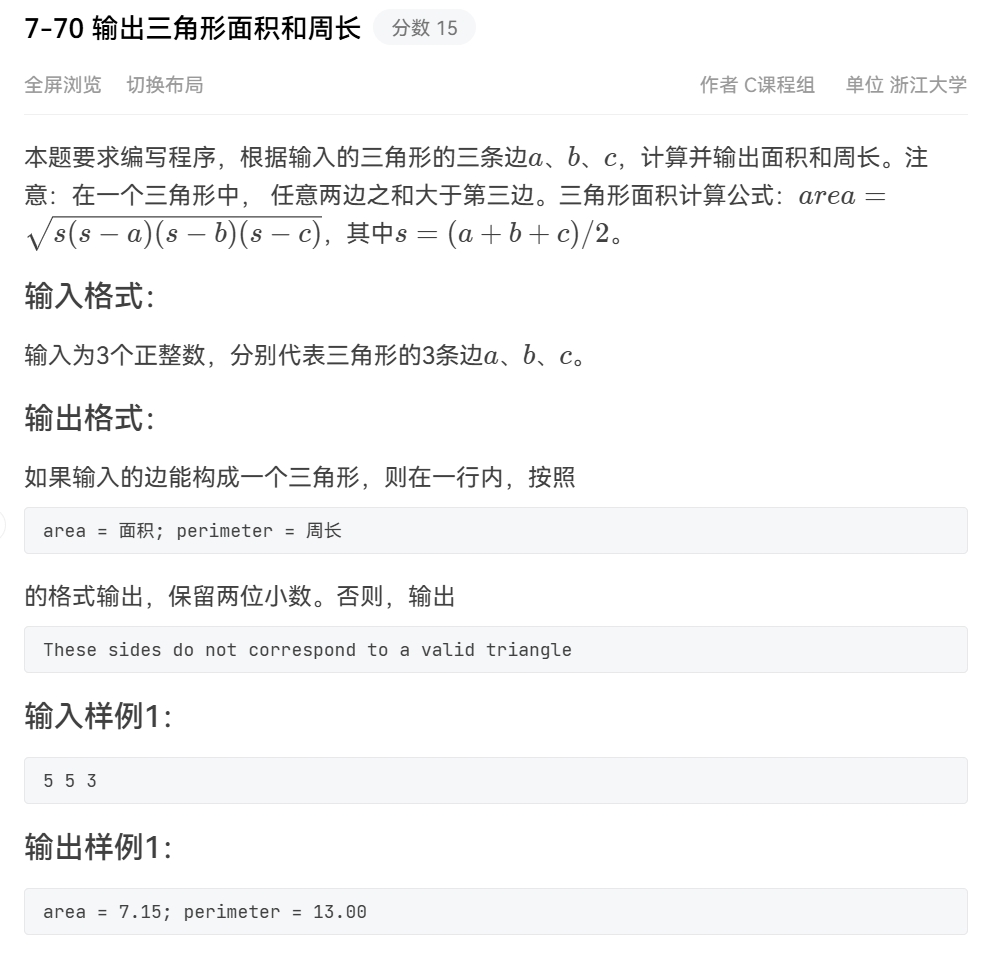 7-70 输出三角形面积和周长 分数 15
全屏浏览 切换布局 作者 C课程组 单位 浙江大学
本题要求编写程序，根据输入的三角形的三条边a、b、c，计算并输出面积和周长。注
意：在一个三角形中， 任意两边之和大于第三边。三角形面积计算公式：area =
√s(s − a)(s − b)(s − c)，其中s = (a + b + c)/2。
输入格式：
输入为3个正整数，分别代表三角形的3条边a、b、c。
输出格式：
如果输入的边能构成一个三角形，则在一行内，按照
area = 面积; perimeter = 周长
的格式输出，保留两位小数。否则，输出
These sides do not correspond to a valid triangle
输入样例1：
5 5 3
输出样例1：
area = 7.15; perimeter = 13.00